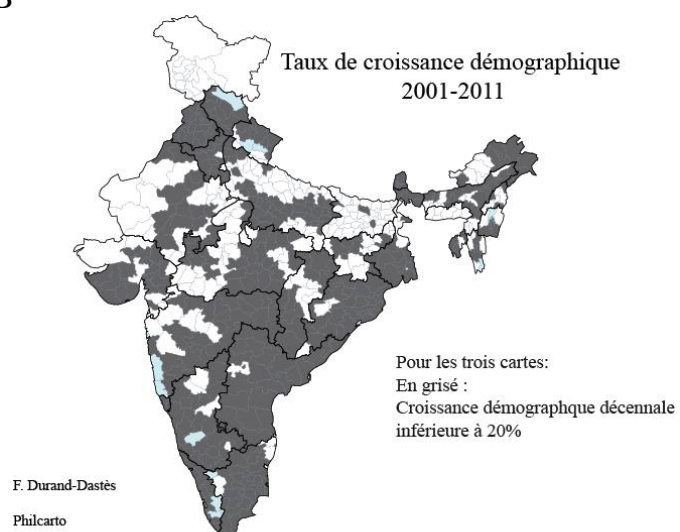 Taux de croissance démographique
2001-2011
Pour les trois cartes:
En grisé :
Croissance démographque décennale
inférieure à 20%
F. Durand-Dastès
Philcarto